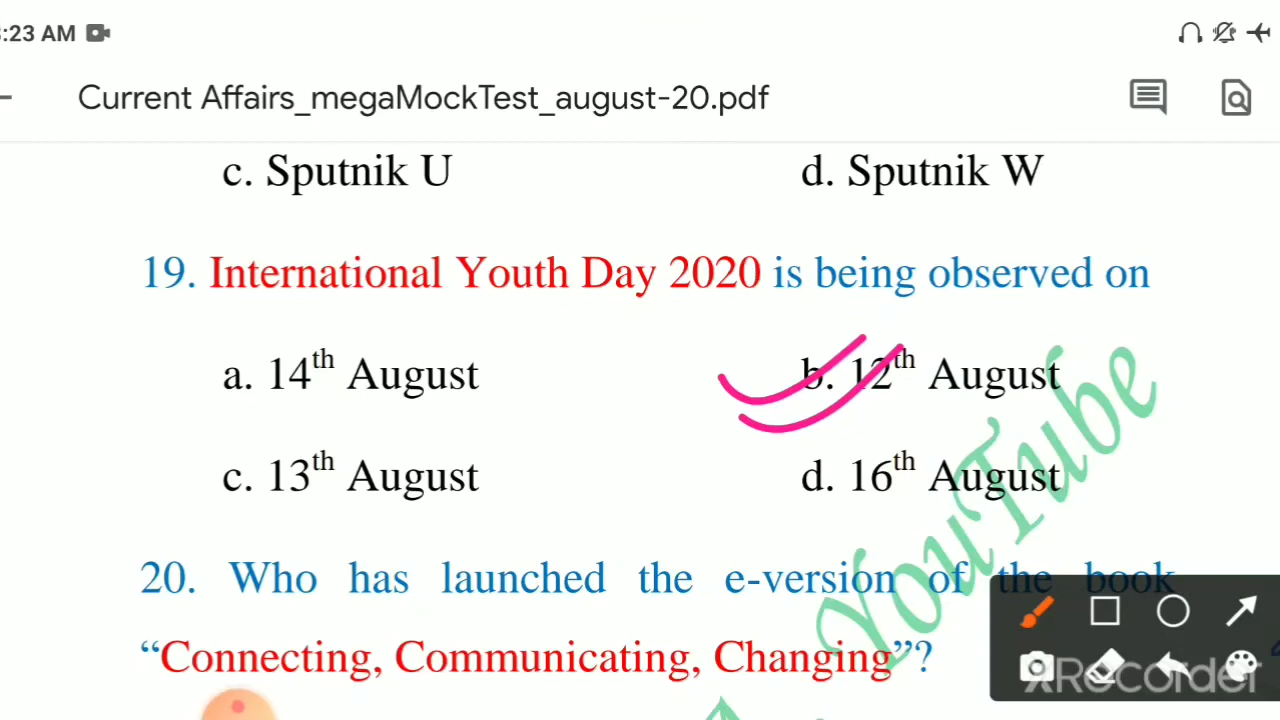 :23 AM
Current Affairs_megaMockTest_august-20.pdf
c. Sputnik U d. Sputnik W
19. International Youth Day 2020 is being observed on
a. 14th August b. 12th August
c. 13th August d. 16th August
20. Who has launched the e-version of the book
“Connecting, Communicating, Changing”?
YouTube
XRecorder